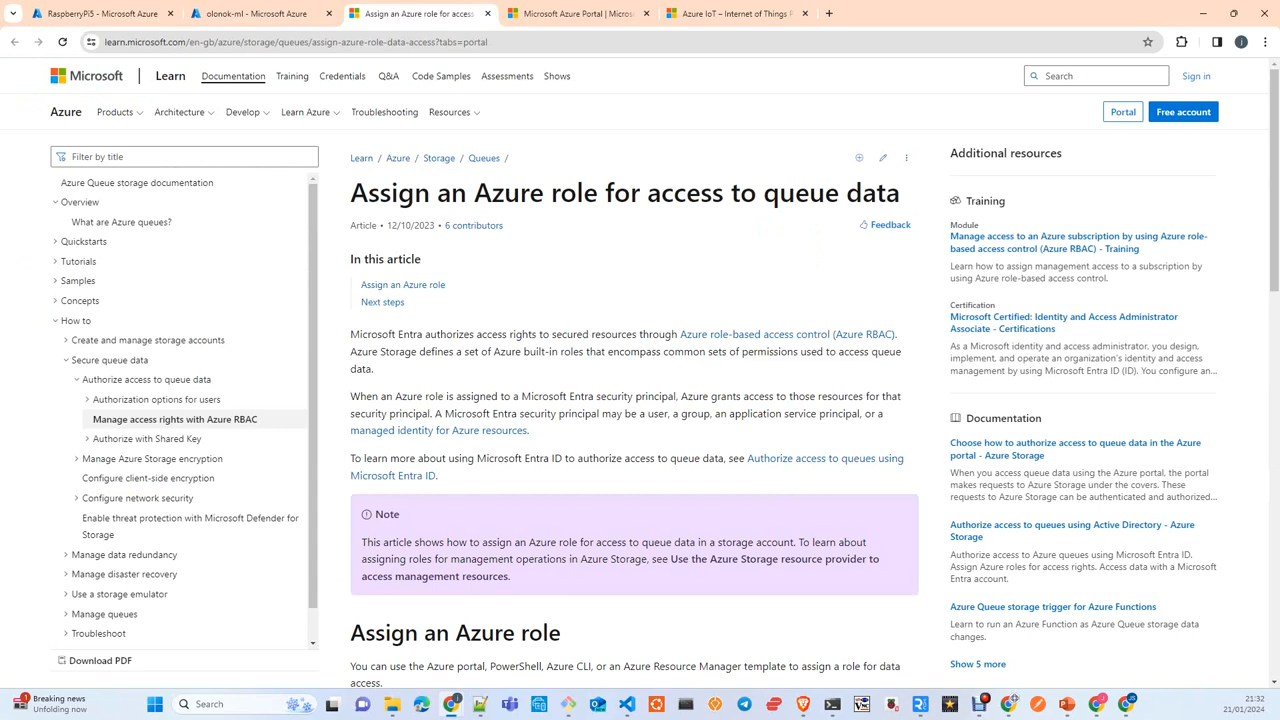 RaspberryPi5 - Microsoft Azure
olonok-ml - Microsoft Azure
Assign an Azure role for access
Microsoft Azure Portal | Micros
Azure IoT – Internet of Things P
learn.microsoft.com/en-gb/azure/storage/queues/assign-azure-role-data-access?tabs=portal
Microsoft
Learn
Documentation
Training
Credentials
Q&A
Code Samples
Assessments
Shows
Search
Sign in
Azure
Products
Architecture
Develop
Learn Azure
Troubleshooting
Resources
Portal
Free account
Filter by title
Azure Queue storage documentation
Overview
What are Azure queues?
Quickstarts
Tutorials
Samples
Concepts
How to
Create and manage storage accounts
Secure queue data
Authorize access to queue data
Authorization options for users
Manage access rights with Azure RBAC
Authorize with Shared Key
Manage Azure Storage encryption
Configure client-side encryption
Configure network security
Enable threat protection with Microsoft Defender for
Storage
Manage data redundancy
Manage disaster recovery
Use a storage emulator
Manage queues
Troubleshoot
Download PDF
Learn / Azure / Storage / Queues /
Assign an Azure role for access to queue data
Article • 12/10/2023 • 6 contributors
Feedback
In this article
Assign an Azure role
Next steps
Microsoft Entra authorizes access rights to secured resources through Azure role-based access control (Azure RBAC).
Azure Storage defines a set of Azure built-in roles that encompass common sets of permissions used to access queue
data.
When an Azure role is assigned to a Microsoft Entra security principal, Azure grants access to those resources for that
security principal. A Microsoft Entra security principal may be a user, a group, an application service principal, or a
managed identity for Azure resources.
To learn more about using Microsoft Entra ID to authorize access to queue data, see Authorize access to queues using
Microsoft Entra ID.
Note
This article shows how to assign an Azure role for access to queue data in a storage account. To learn about
assigning roles for management operations in Azure Storage, see Use the Azure Storage resource provider to
access management resources.
Assign an Azure role
You can use the Azure portal, PowerShell, Azure CLI, or an Azure Resource Manager template to assign a role for data
access.
Additional resources
Training
Module
Manage access to an Azure subscription by using Azure role-
based access control (Azure RBAC) - Training
Learn how to assign management access to a subscription by
using Azure role-based access control.
Certification
Microsoft Certified: Identity and Access Administrator
Associate - Certifications
As a Microsoft identity and access administrator, you design,
implement, and operate an organization's identity and access
management by using Microsoft Entra ID (ID). You configure an...
Documentation
Choose how to authorize access to queue data in the Azure
portal - Azure Storage
When you access queue data using the Azure portal, the portal
makes requests to Azure Storage under the covers. These
requests to Azure Storage can be authenticated and authorized...
Authorize access to queues using Active Directory - Azure
Storage
Authorize access to Azure queues using Microsoft Entra ID.
Assign Azure roles for access rights. Access data with a Microsoft
Entra account.
Azure Queue storage trigger for Azure Functions
Learn to run an Azure Function as Azure Queue storage data
changes.
Show 5 more
Breaking news
Unfolding now
Search
21:32
21/01/2024